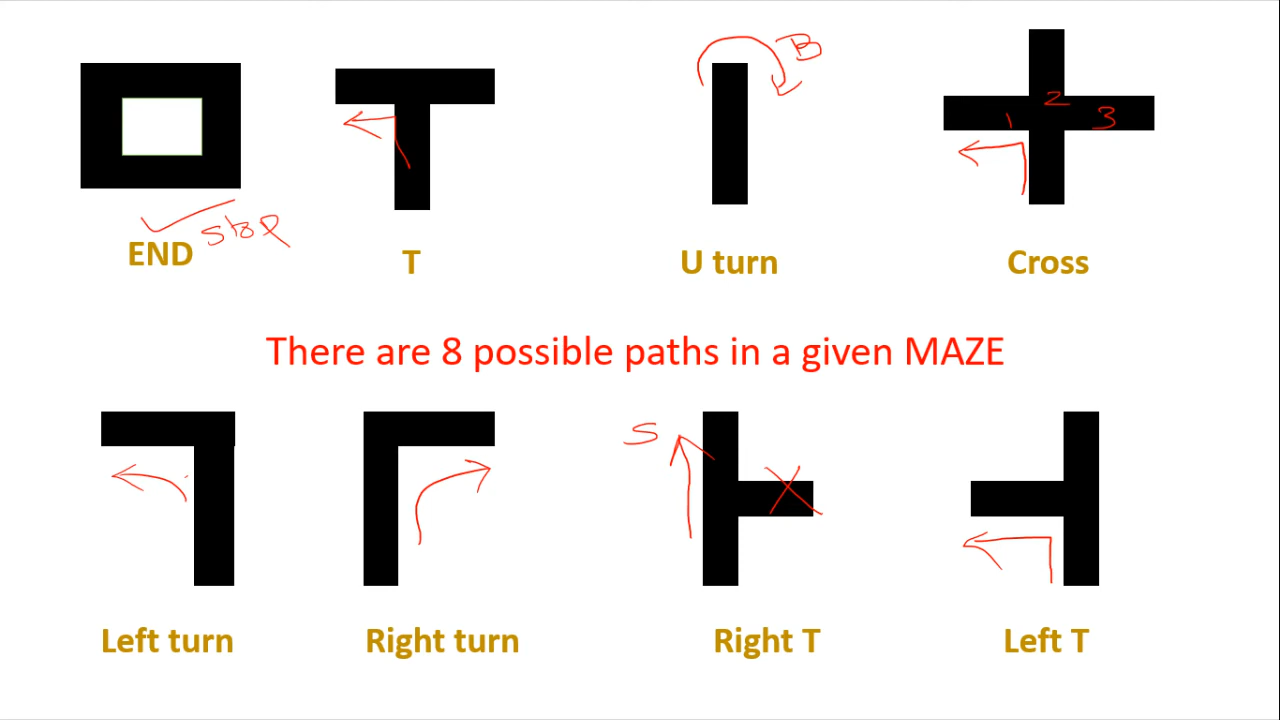 B
1 2 3
stop
END T U turn Cross
There are 8 possible paths in a given MAZE
S
Left turn Right turn Right T Left T